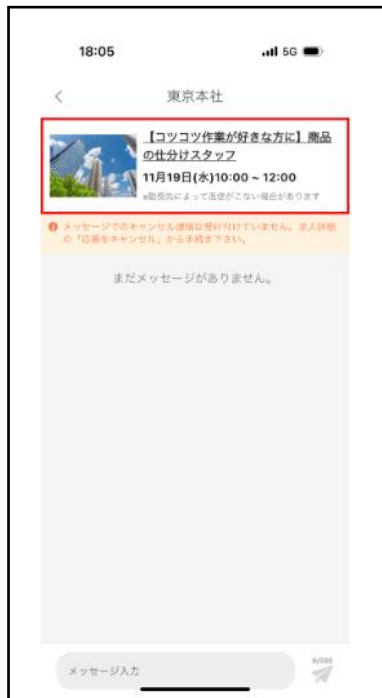 18:05
5G
東京本社
【コツコツ作業が好きな方に】商品
の仕分けスタッフ
11月19日(水)10:00 ~ 12:00
※勤務先によって返信がこない場合があります
メッセージでのキャンセル連絡は受け付けていません。求人詳細
の「応募をキャンセル」から手続き下さい。
まだメッセージがありません。
メッセージ入力